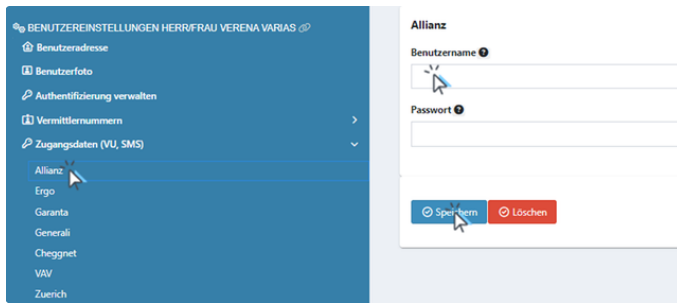 BENUTZEREINSTELLUNGEN HERR/FRAU VERENA VARIAS
Benutzeradresse
Benutzerfoto
Authentifizierung verwalten
Vermittlernummern
Zugangsdaten (VU, SMS)
Allianz
Ergo
Garanta
Generali
Cheggnet
VAV
Zuerich
Allianz
Benutzername
Passwort
Speichern
Löschen